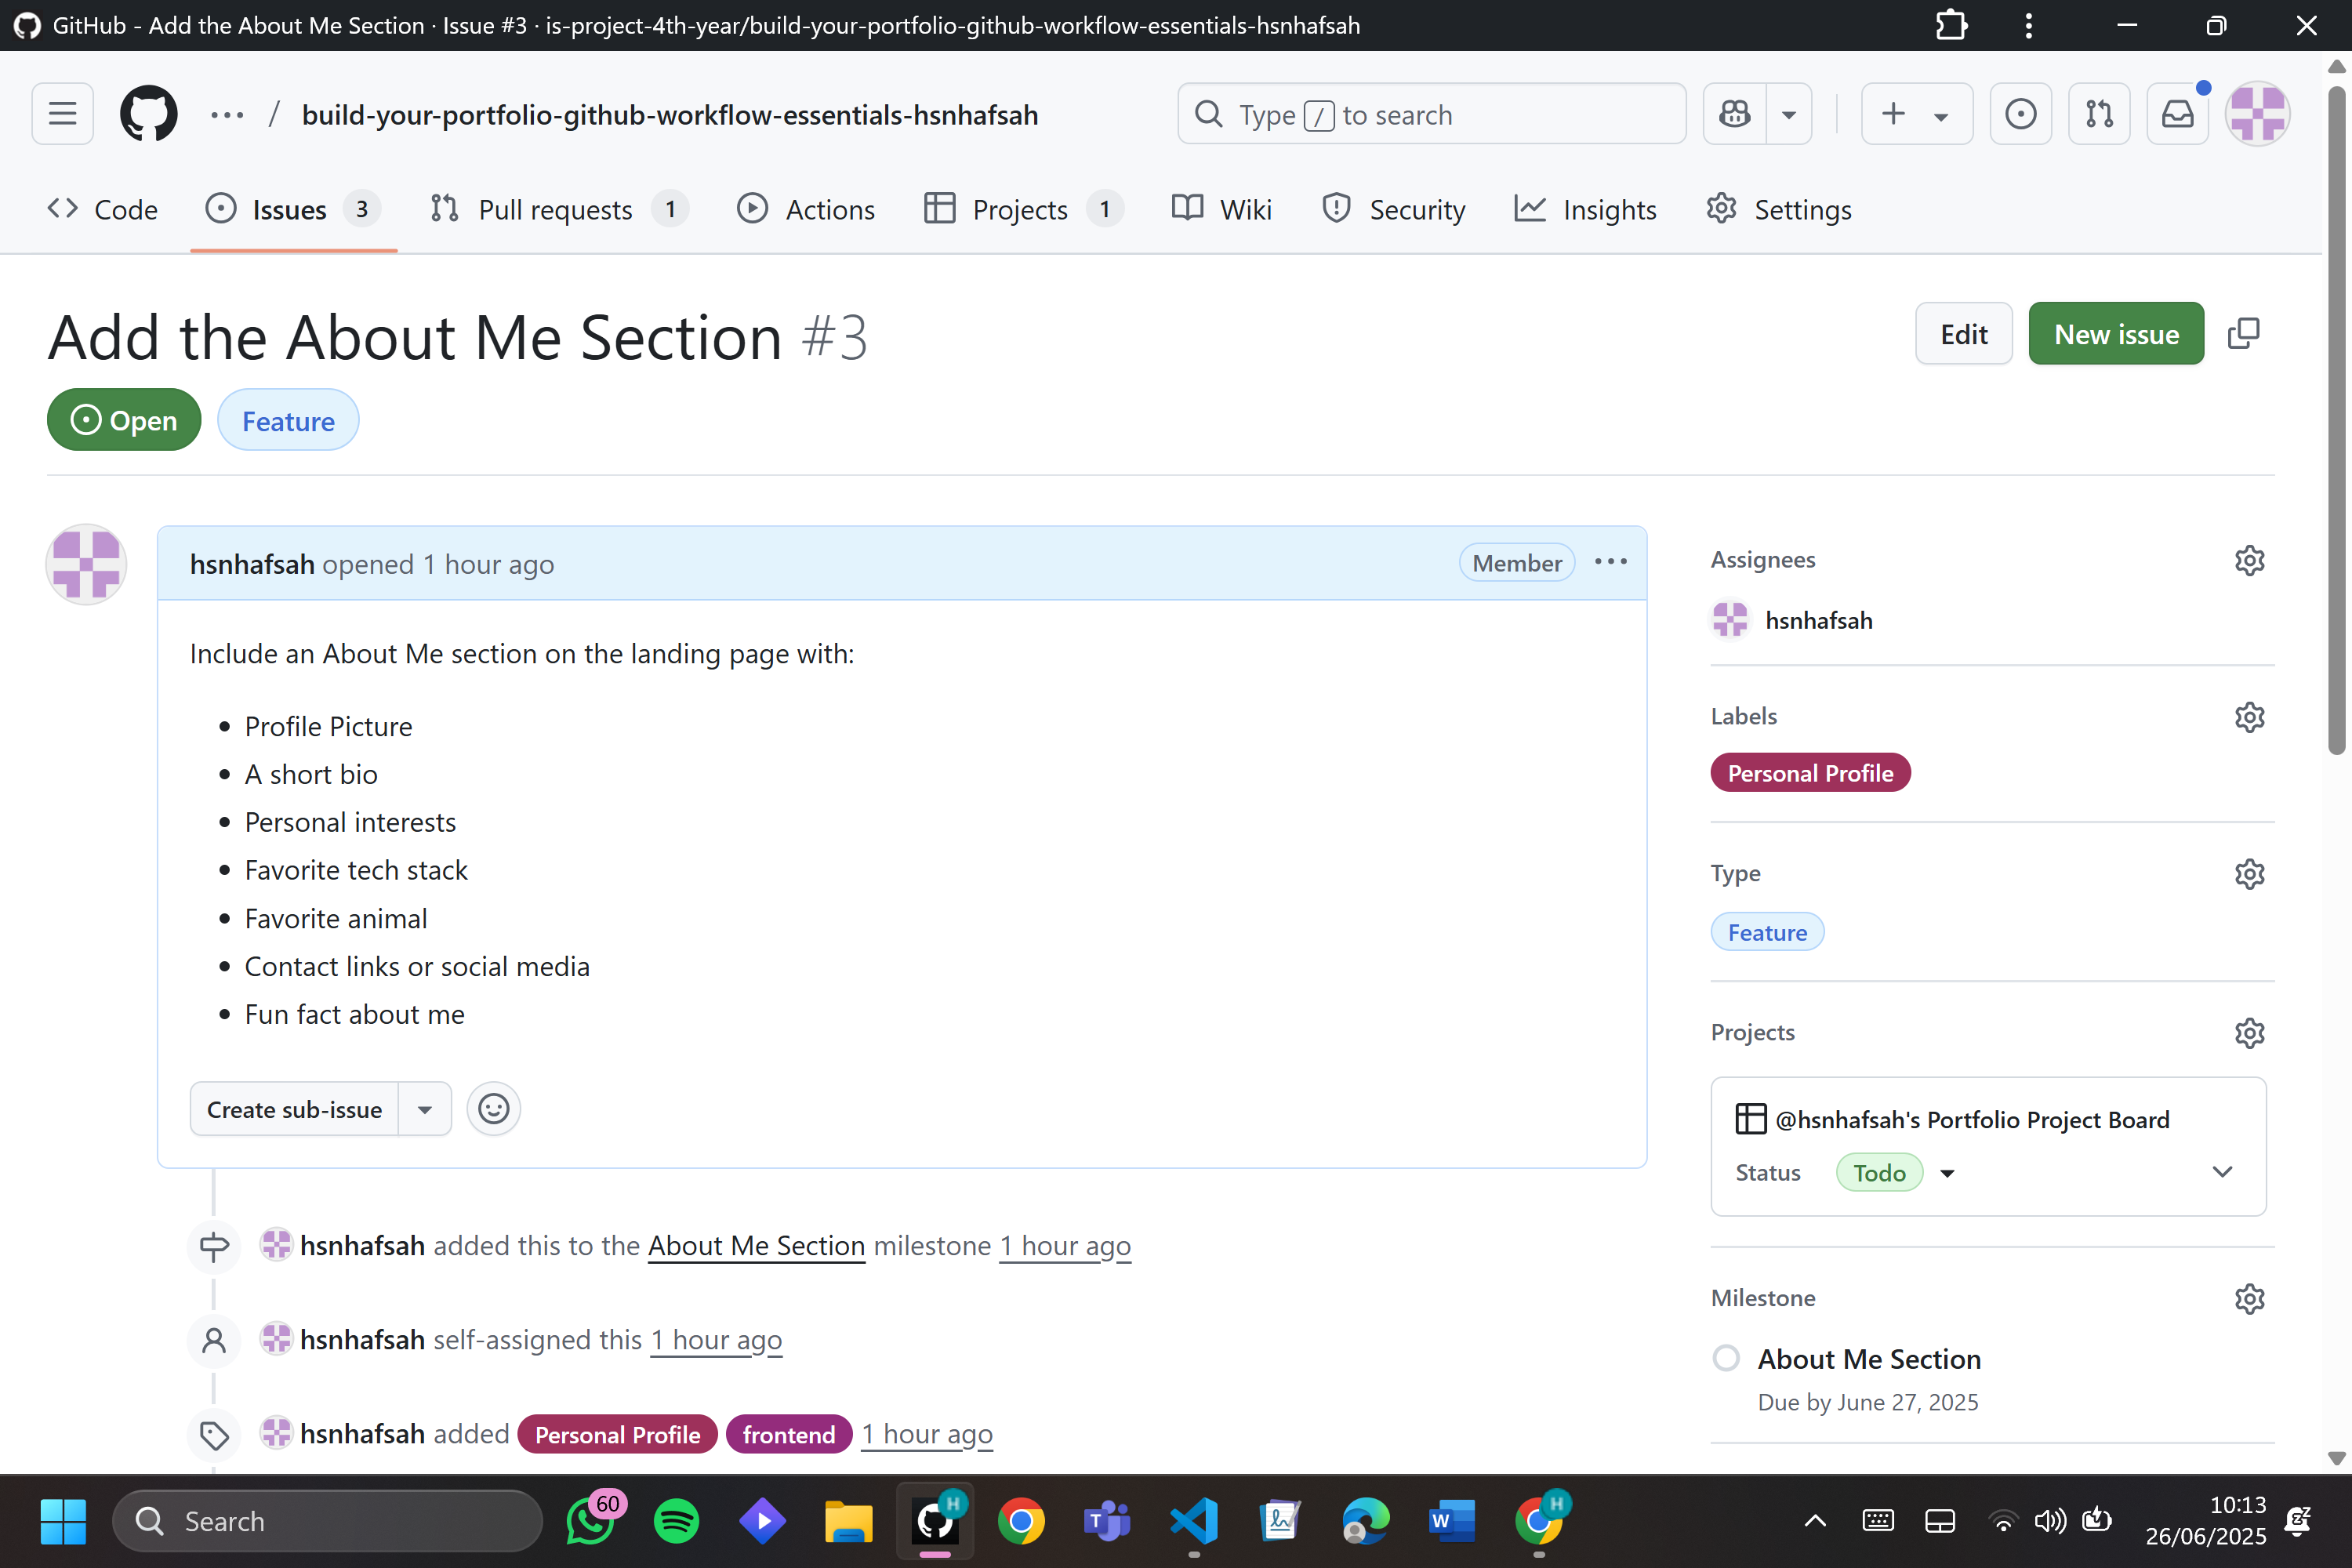 GitHub - Add the About Me Section · Issue #3 · is-project-4th-year/build-your-portfolio-github-workflow-essentials-hsnhafsah
/ build-your-portfolio-github-workflow-essentials-hsnhafsah
Type / to search
Code
Issues 3
Pull requests 1
Actions
Projects 1
Wiki
Security
Insights
Settings
Add the About Me Section #3
Edit
New issue
Open
Feature
hsnhafsah opened 1 hour ago
Member
Include an About Me section on the landing page with:
• Profile Picture
• A short bio
• Personal interests
• Favorite tech stack
• Favorite animal
• Contact links or social media
• Fun fact about me
Create sub-issue
hsnhafsah added this to the About Me Section milestone 1 hour ago
hsnhafsah self-assigned this 1 hour ago
hsnhafsah added Personal Profile frontend 1 hour ago
Assignees
hsnhafsah
Labels
Personal Profile
Type
Feature
Projects
@hsnhafsah's Portfolio Project Board
Status Todo
Milestone
About Me Section
Due by June 27, 2025
Search
60
H
T
W
H
10:13
26/06/2025